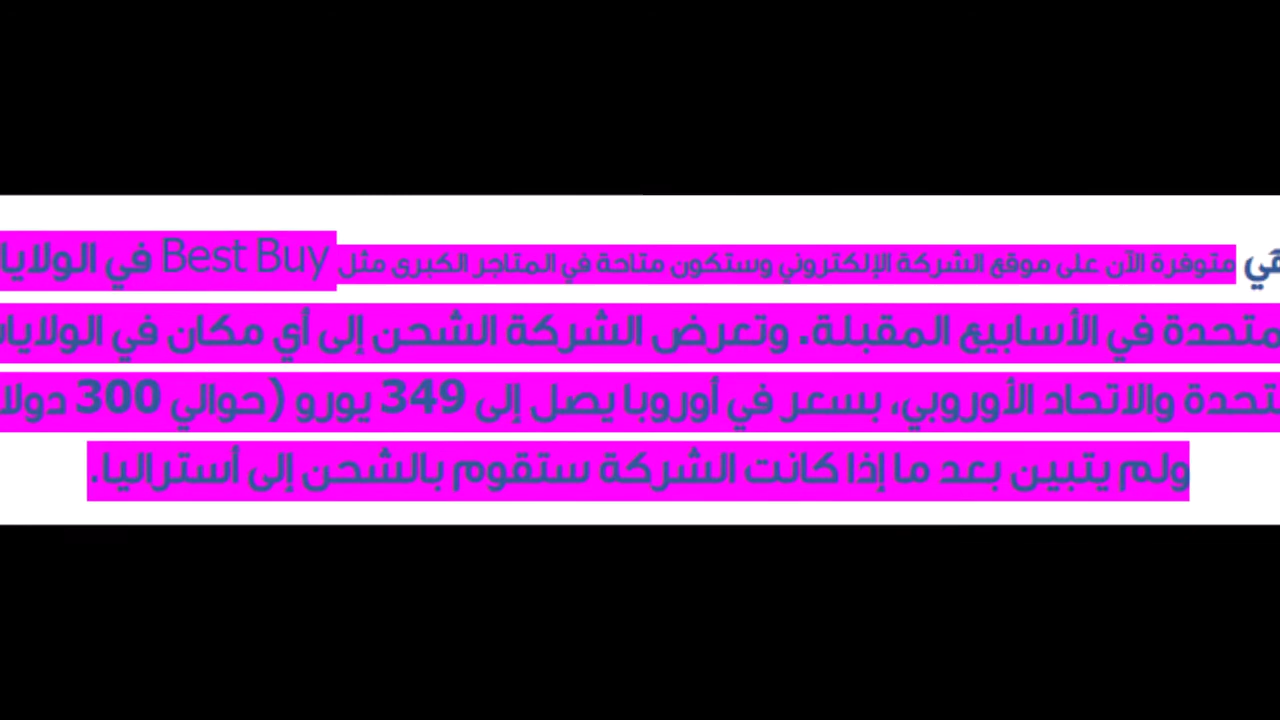 هي متوفرة الآن على موقع الشركة الإلكتروني وستكون متاحة في المتاجر الكبرى مثل Best Buy في الولايا
متحدة في الأسابيع المقبلة. وتعرض الشركة الشحن إلى أي مكان في الولايات
تحدة والاتحاد الأوروبي، بسعر في أوروبا يصل إلى 349 يورو (حوالي 300 دولا
ولم يتبين بعد ما إذا كانت الشركة ستقوم بالشحن إلى أستراليا.